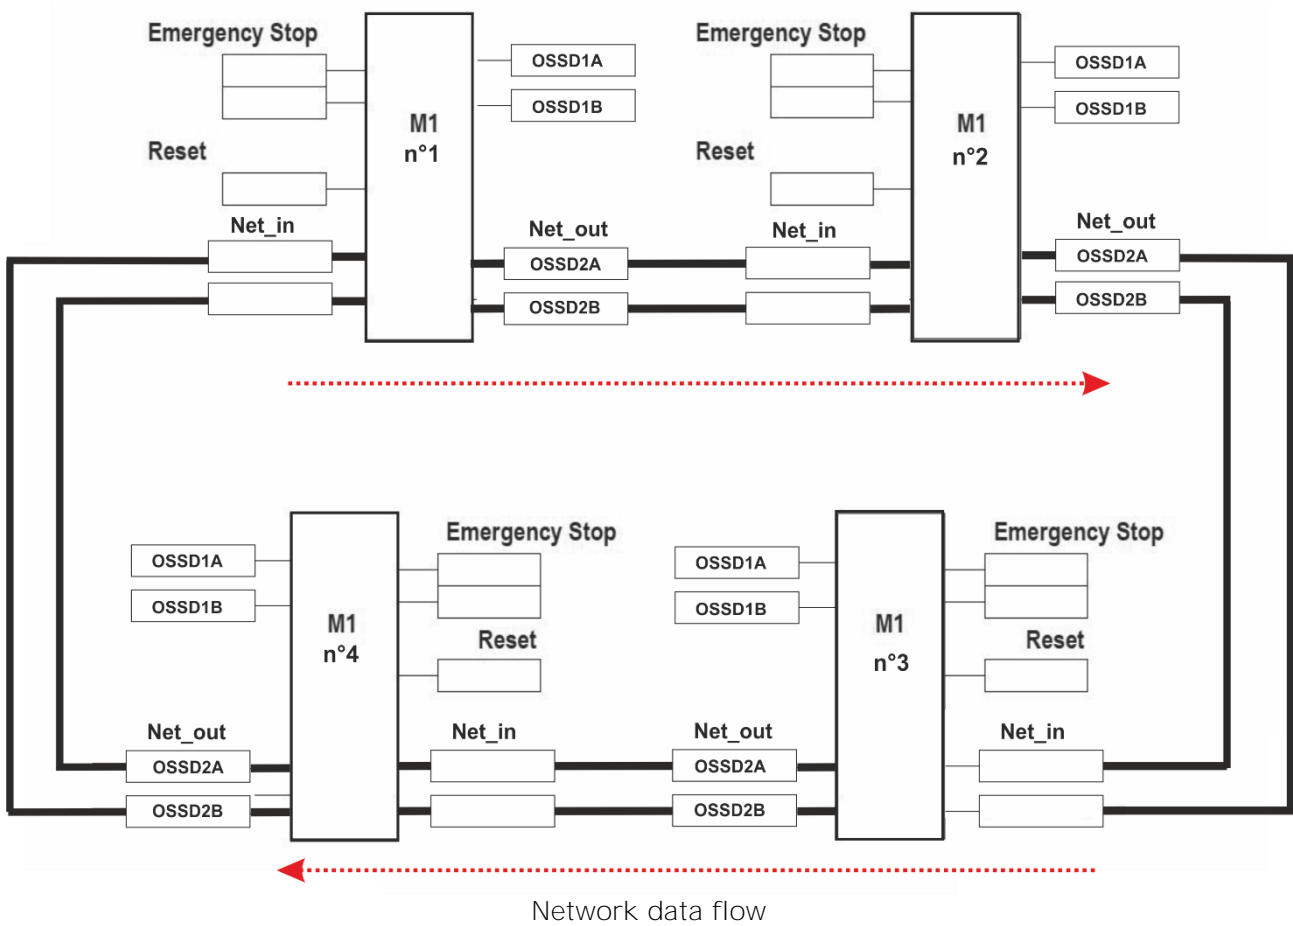 Emergency Stop
OSSD1A
OSSD1B
M1
n°1
Reset
Net_in
Net_out
OSSD2A
OSSD2B
Emergency Stop
OSSD1A
OSSD1B
M1
n°2
Reset
Net_in
Net_out
OSSD2A
OSSD2B
OSSD1A
OSSD1B
M1
n°4
Emergency Stop
Reset
Net_out
OSSD2A
OSSD2B
Net_in
OSSD1A
OSSD1B
M1
n°3
Emergency Stop
Reset
Net_out
OSSD2A
OSSD2B
Net_in
Network data flow